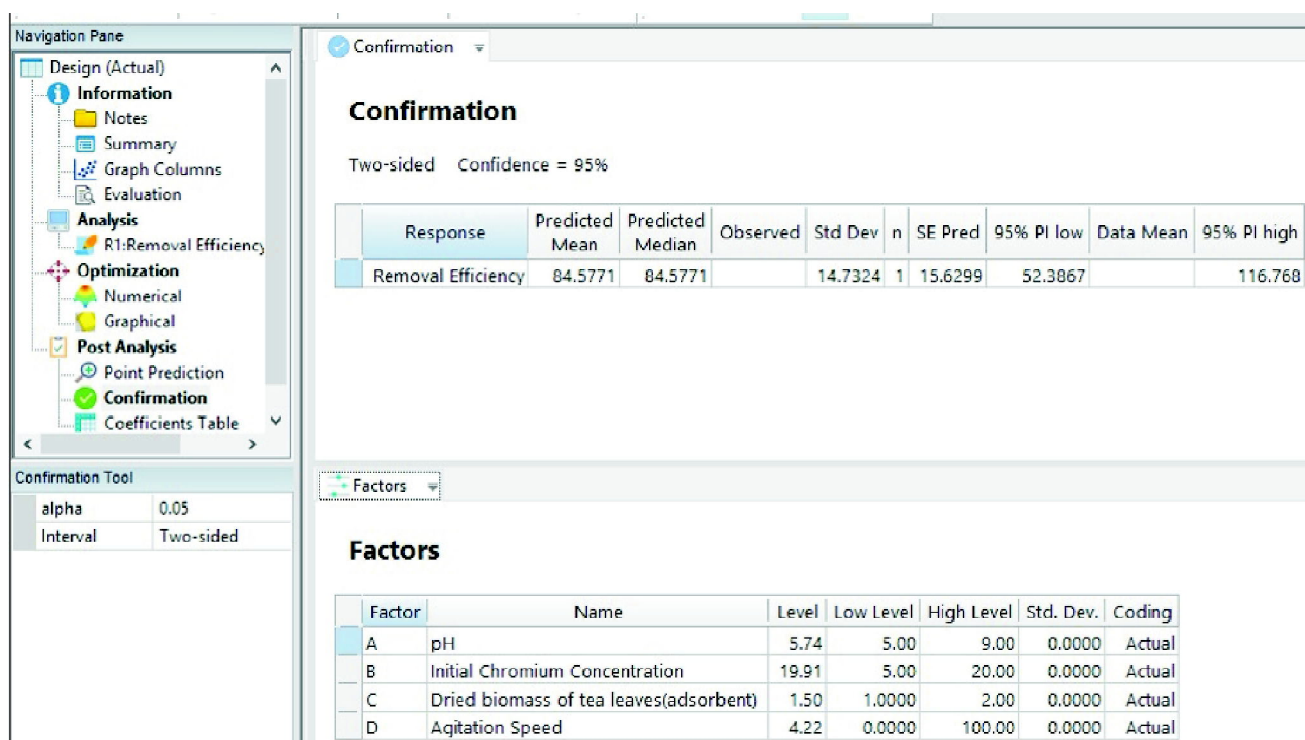 Navigation Pane
Design (Actual)
Information
Notes
Summary
Graph Columns
Evaluation
Analysis
R1:Removal Efficiency
Optimization
Numerical
Graphical
Post Analysis
Point Prediction
Confirmation
Coefficients Table
Confirmation Tool
alpha 0.05
Interval Two-sided
Confirmation
Confirmation
Two-sided Confidence = 95%
Response Predicted Mean Predicted Median Observed Std Dev n SE Pred 95% PI low Data Mean 95% PI high
Removal Efficiency 84.5771 84.5771 14.7324 1 15.6299 52.3867 116.768
Factors
Factors
Factor Name Level Low Level High Level Std. Dev. Coding
A pH 5.74 5.00 9.00 0.0000 Actual
B Initial Chromium Concentration 19.91 5.00 20.00 0.0000 Actual
C Dried biomass of tea leaves(adsorbent) 1.50 1.0000 2.00 0.0000 Actual
D Agitation Speed 4.22 0.0000 100.00 0.0000 Actual